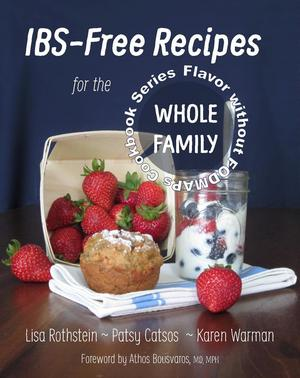 IBS-Free Recipes
for the
WHOLE
FAMILY
Cookbook Series Flavor without FODMAPs
Lisa Rothstein ~ Patsy Catsos ~ Karen Warman
Foreword by Athos Bousvaros, MD, MPH